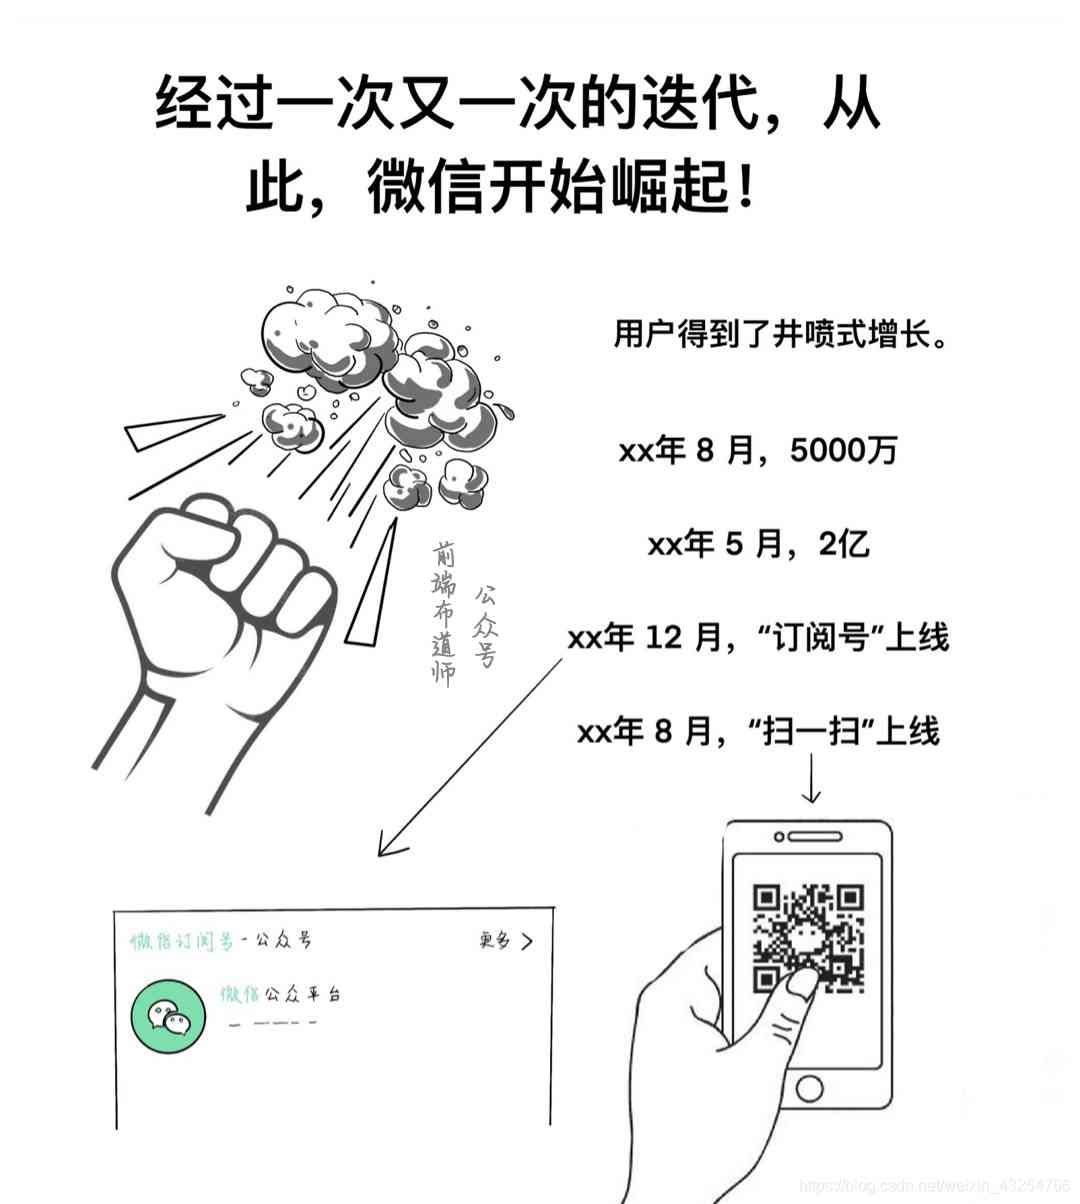 经过一次又一次的迭代，从
此，微信开始崛起！
用户得到了井喷式增长。
xx年 8 月，5000万
xx年 5 月，2亿
xx年 12 月，“订阅号”上线
xx年 8 月，“扫一扫”上线
公众号
前端布道师
微信订阅号-公众号
更多 >
微信公众平台
https://blog.csdn.net/weixin_43254766